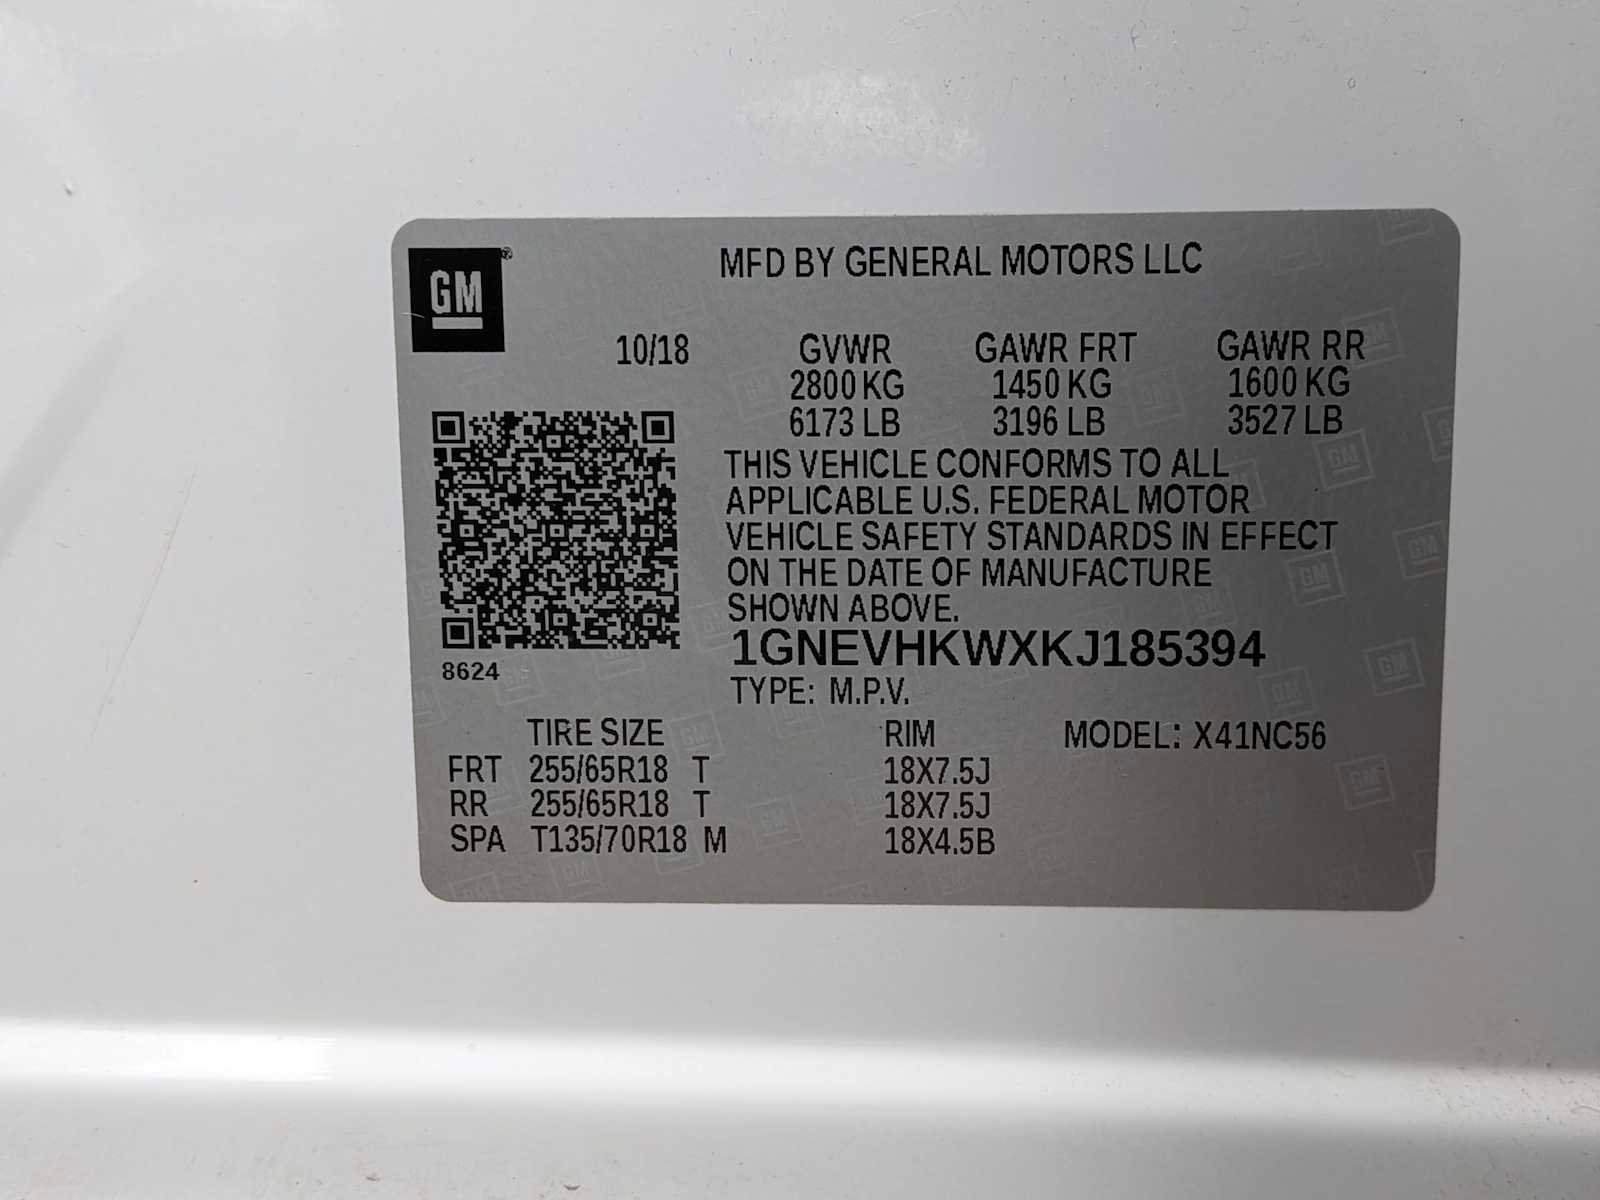 GM®
MFD BY GENERAL MOTORS LLC
10/18 GVWR GAWR FRT GAWR RR
2800 KG 1450 KG 1600 KG
6173 LB 3196 LB 3527 LB
THIS VEHICLE CONFORMS TO ALL
APPLICABLE U.S. FEDERAL MOTOR
VEHICLE SAFETY STANDARDS IN EFFECT
ON THE DATE OF MANUFACTURE
SHOWN ABOVE.
1GNEVHKWXKJ185394
8624
TYPE: M.P.V.
TIRE SIZE RIM MODEL: X41NC56
FRT 255/65R18 T 18X7.5J
RR 255/65R18 T 18X7.5J
SPA T135/70R18 M 18X4.5B